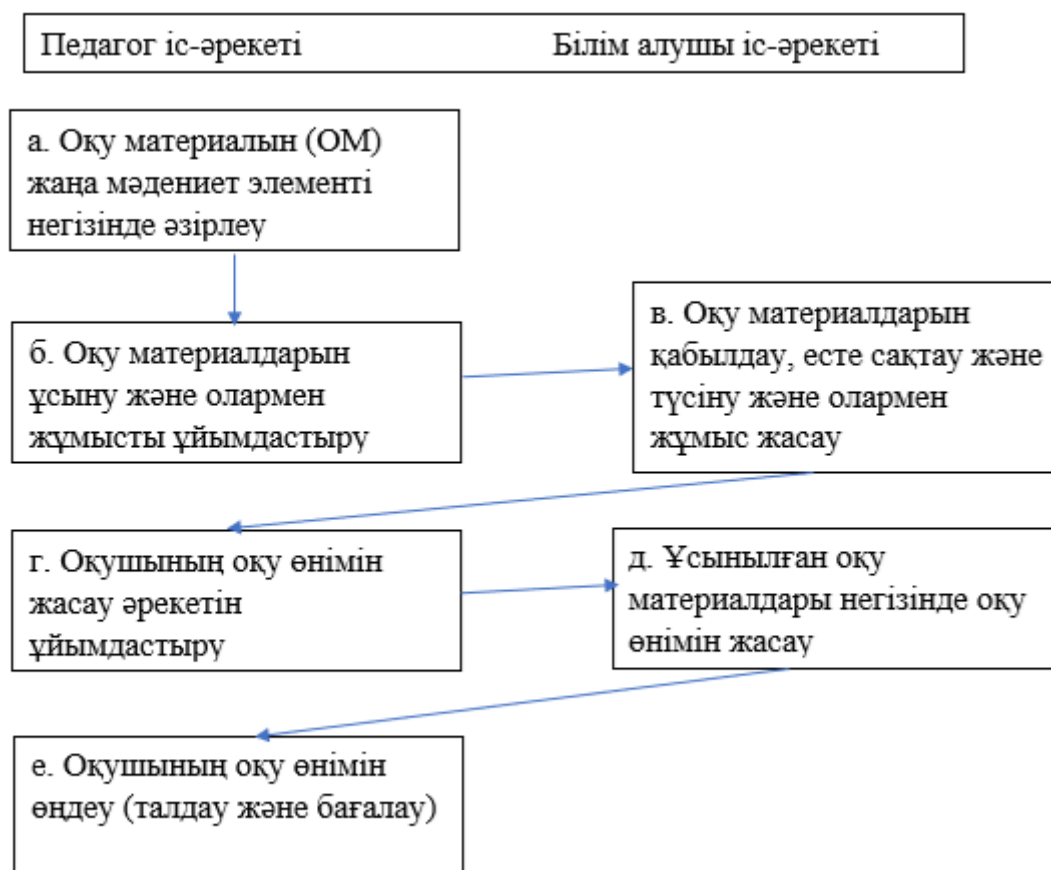 Педагог іс-әрекеті Білім алушы іс-әрекеті
а. Оқу материалын (ОМ)
жаңа мәдениет элементі
негізінде әзірлеу
б. Оқу материалдарын
ұсыну және олармен
жұмысты ұйымдастыру
в. Оқу материалдарын
қабылдау, есте сақтау және
түсіну және олармен
жұмыс жасау
г. Оқушының оқу өнімін
жасау әрекетін
ұйымдастыру
д. Ұсынылған оқу
материалдары негізінде оқу
өнімін жасау
е. Оқушының оқу өнімін
өңдеу (талдау және бағалау)